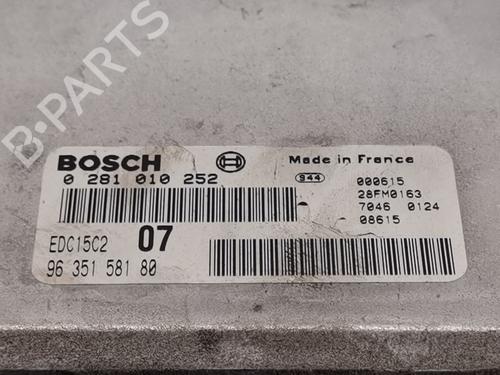 B-PARTS
BOSCH
Made in France
0 281 010 252
944
000615
28FM0163
7046 0124
08615
EDC15C2
07
96 351 581 80